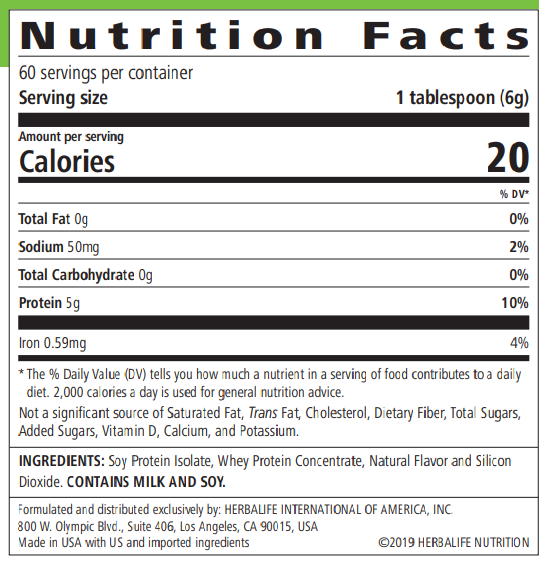 Nutrition Facts
60 servings per container
Serving size 1 tablespoon (6g)
Amount per serving
Calories 20
% DV*
Total Fat 0g 0%
Sodium 50mg 2%
Total Carbohydrate 0g 0%
Protein 5g 10%
Iron 0.59mg 4%
* The % Daily Value (DV) tells you how much a nutrient in a serving of food contributes to a daily
diet. 2,000 calories a day is used for general nutrition advice.
Not a significant source of Saturated Fat, Trans Fat, Cholesterol, Dietary Fiber, Total Sugars,
Added Sugars, Vitamin D, Calcium, and Potassium.
INGREDIENTS: Soy Protein Isolate, Whey Protein Concentrate, Natural Flavor and Silicon
Dioxide. CONTAINS MILK AND SOY.
Formulated and distributed exclusively by: HERBALIFE INTERNATIONAL OF AMERICA, INC.
800 W. Olympic Blvd., Suite 406, Los Angeles, CA 90015, USA
Made in USA with US and imported ingredients ©2019 HERBALIFE NUTRITION